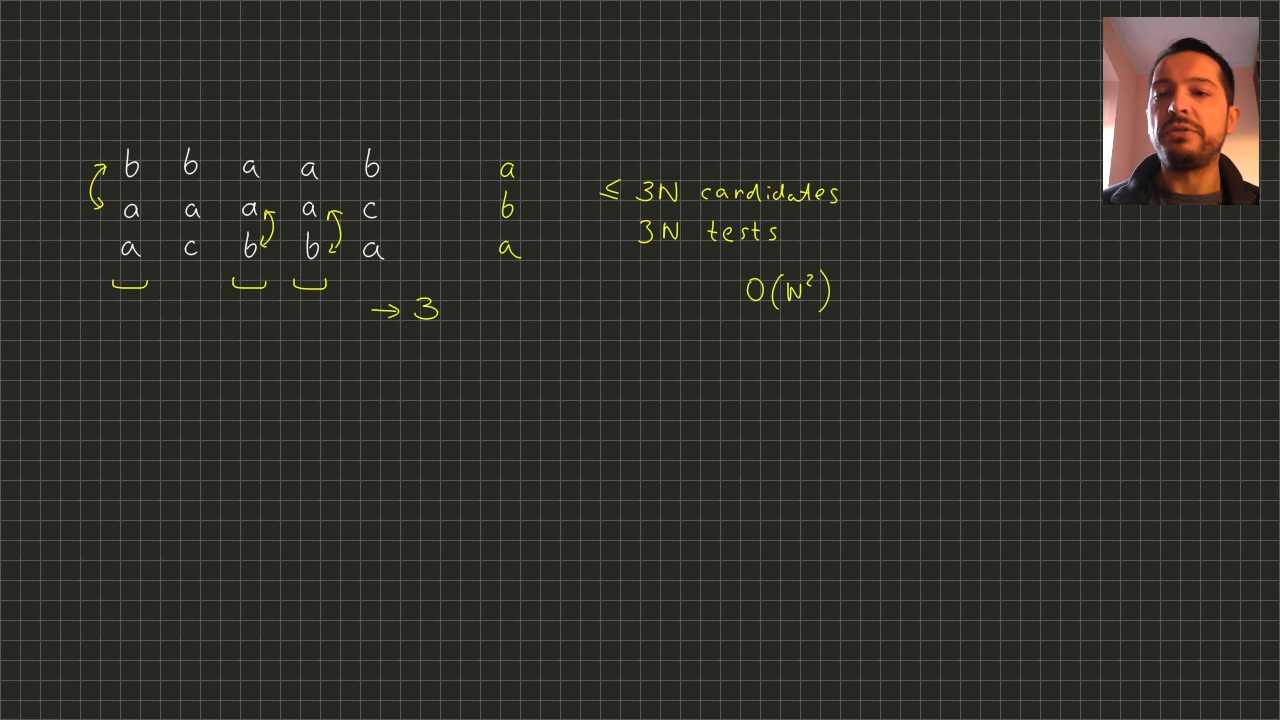 b b a a b a
a a a a c b
a c b b a a
→ 3
≤ 3N candidates
3N tests
O(N²)